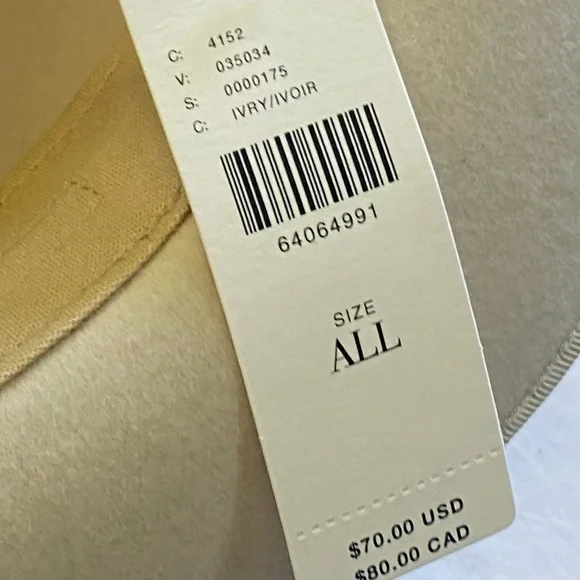 C: 4152
V: 035034
S: 0000175
C: IVRY/IVOIR
64064991
SIZE
ALL
$70.00 USD
$80.00 CAD